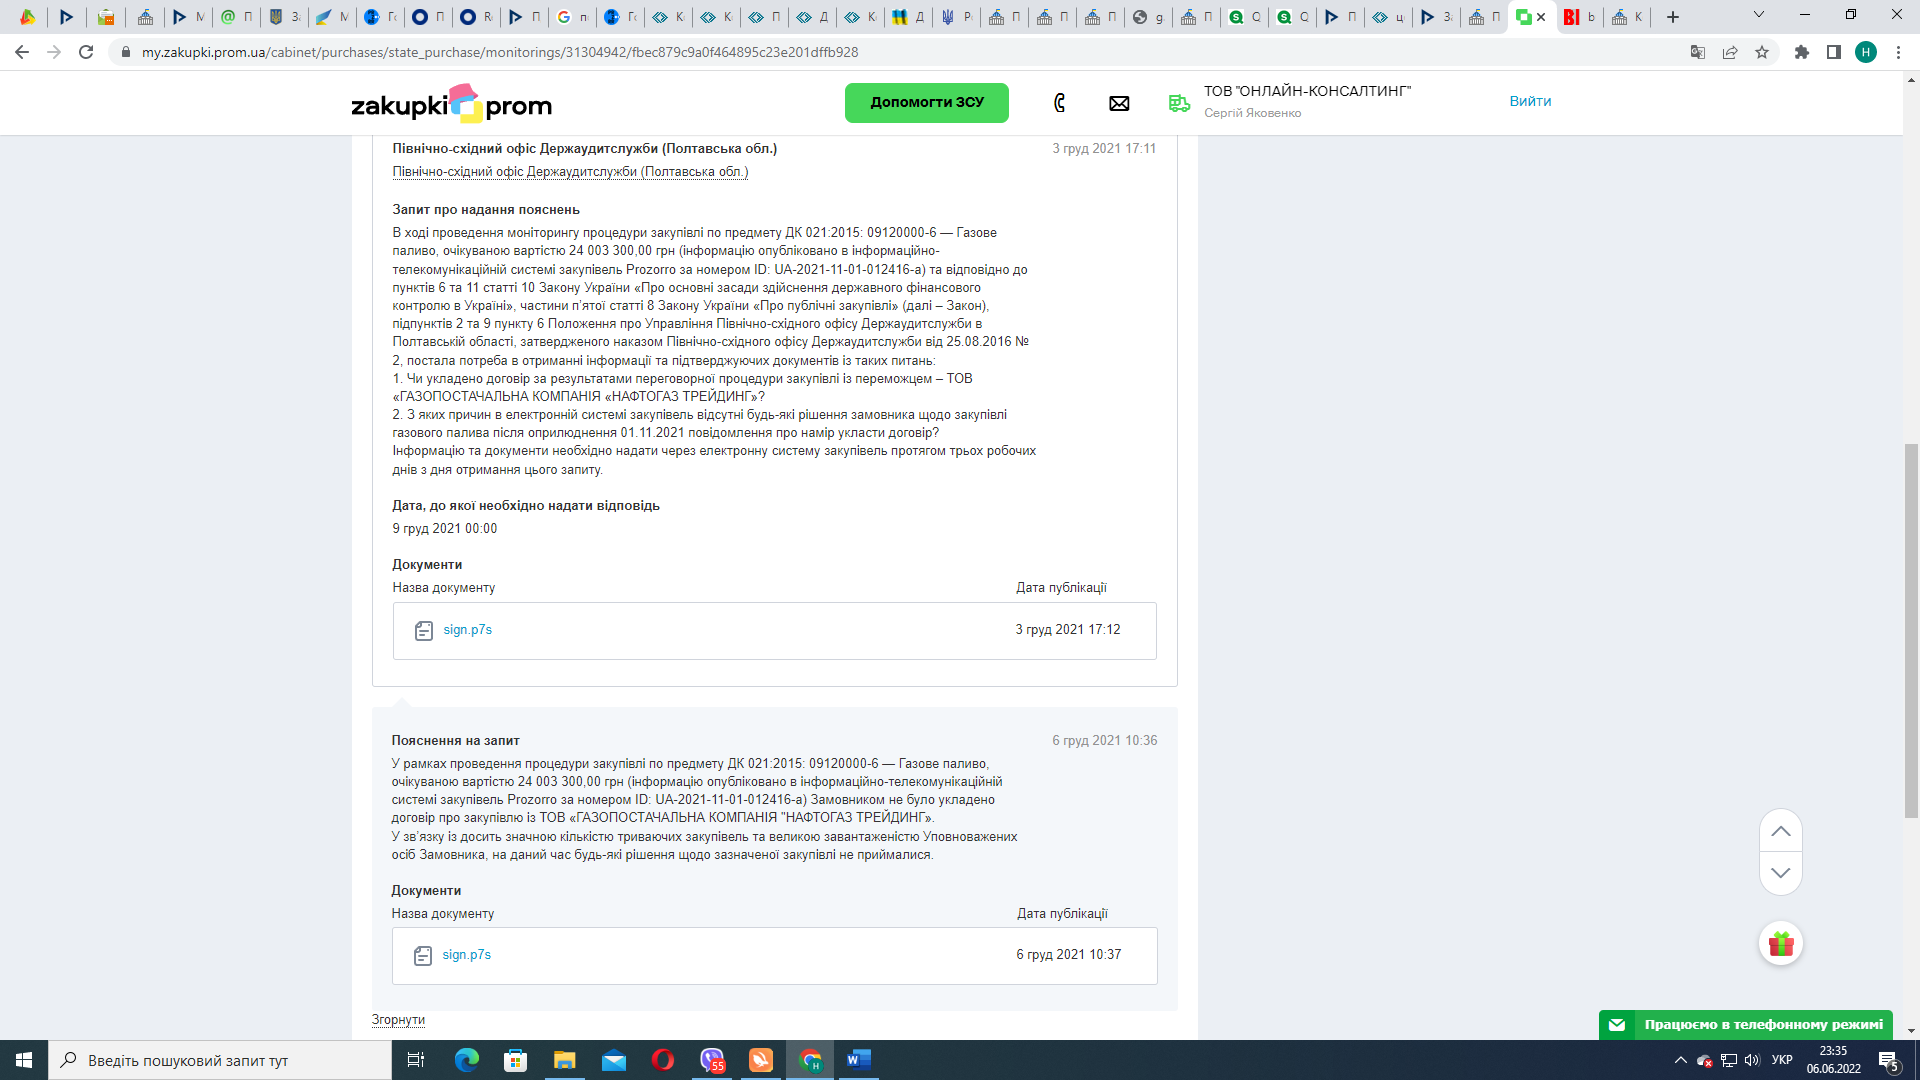 my.zakupki.prom.ua/cabinet/purchases/state_purchase/monitorings/31304942/fbec879c9a0f464895c23e201dffb928
zakupki prom
Допомогти ЗСУ
ТОВ "ОНЛАЙН-КОНСАЛТИНГ"
Сергій Яковенко
Вийти
Північно-східний офіс Держаудитслужби (Полтавська обл.)
3 груд 2021 17:11
Північно-східний офіс Держаудитслужби (Полтавська обл.)
Запит про надання пояснень
В ході проведення моніторингу процедури закупівлі по предмету ДК 021:2015: 09120000-6 — Газове
паливо, очікуваною вартістю 24 003 300,00 грн (інформацію опубліковано в інформаційно-
телекомунікаційній системі закупівель Prozorro за номером ID: UA-2021-11-01-012416-a) та відповідно до
пунктів 6 та 11 статті 10 Закону України «Про основні засади здійснення державного фінансового
контролю в Україні», частини п'ятої статті 8 Закону України «Про публічні закупівлі» (далі – Закон),
підпунктів 2 та 9 пункту 6 Положення про Управління Північно-східного офісу Держаудитслужби в
Полтавській області, затвердженого наказом Північно-східного офісу Держаудитслужби від 25.08.2016 №
2, постала потреба в отриманні інформації та підтверджуючих документів із таких питань:
1. Чи укладено договір за результатами переговорної процедури закупівлі із переможцем – ТОВ
«ГАЗОПОСТАЧАЛЬНА КОМПАНІЯ «НАФТОГАЗ ТРЕЙДИНГ»?
2. З яких причин в електронній системі закупівель відсутні будь-які рішення замовника щодо закупівлі
газового палива після оприлюднення 01.11.2021 повідомлення про намір укласти договір?
Інформацію та документи необхідно надати через електронну систему закупівель протягом трьох робочих
днів з дня отримання цього запиту.
Дата, до якої необхідно надати відповідь
9 груд 2021 00:00
Документи
Назва документу
Дата публікації
sign.p7s
3 груд 2021 17:12
Пояснення на запит
6 груд 2021 10:36
У рамках проведення процедури закупівлі по предмету ДК 021:2015: 09120000-6 — Газове паливо,
очікуваною вартістю 24 003 300,00 грн (інформацію опубліковано в інформаційно-телекомунікаційній
системі закупівель Prozorro за номером ID: UA-2021-11-01-012416-a) Замовником не було укладено
договір про закупівлю із ТОВ «ГАЗОПОСТАЧАЛЬНА КОМПАНІЯ "НАФТОГАЗ ТРЕЙДИНГ».
У зв'язку із досить значною кількістю триваючих закупівель та великою завантаженістю Уповноважених
осіб Замовника, на даний час будь-які рішення щодо зазначеної закупівлі не приймалися.
Документи
Назва документу
Дата публікації
sign.p7s
6 груд 2021 10:37
Згорнути
Працюємо в телефонному режимі
Введіть пошуковий запит тут
55
УКР
23:35
06.06.2022
5